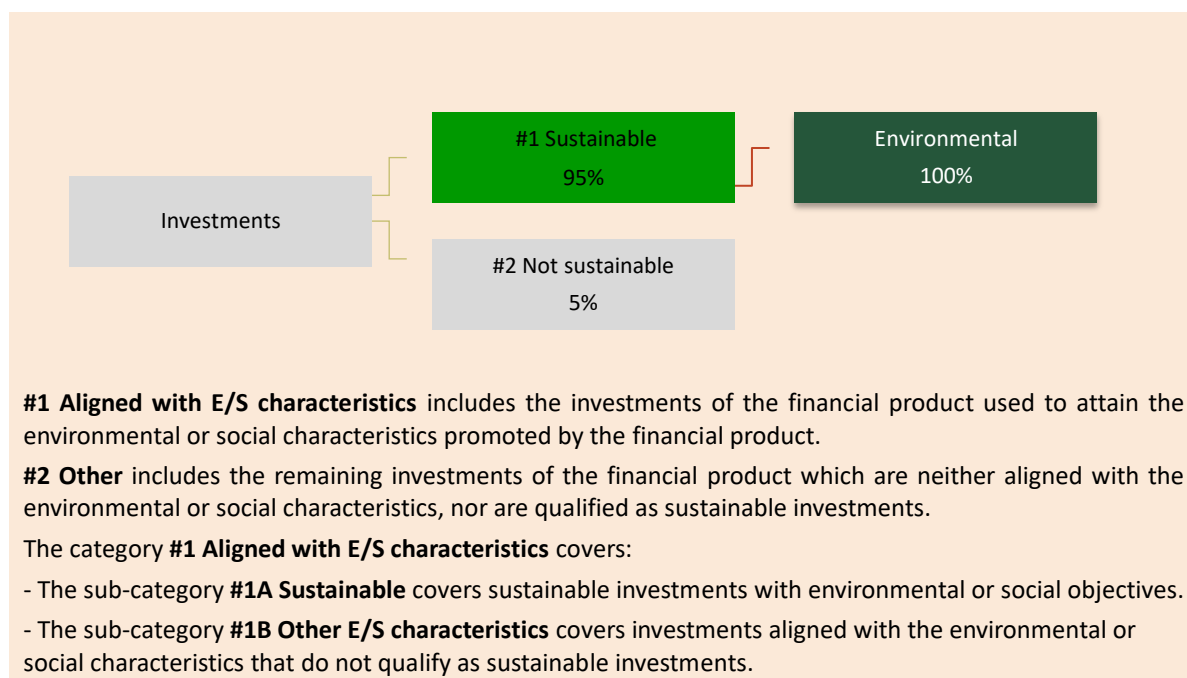 #1 Sustainable
95%
Environmental
100%
Investments
#2 Not sustainable
5%
#1 Aligned with E/S characteristics includes the investments of the financial product used to attain the
environmental or social characteristics promoted by the financial product.
#2 Other includes the remaining investments of the financial product which are neither aligned with the
environmental or social characteristics, nor are qualified as sustainable investments.
The category #1 Aligned with E/S characteristics covers:
- The sub-category #1A Sustainable covers sustainable investments with environmental or social objectives.
- The sub-category #1B Other E/S characteristics covers investments aligned with the environmental or
social characteristics that do not qualify as sustainable investments.